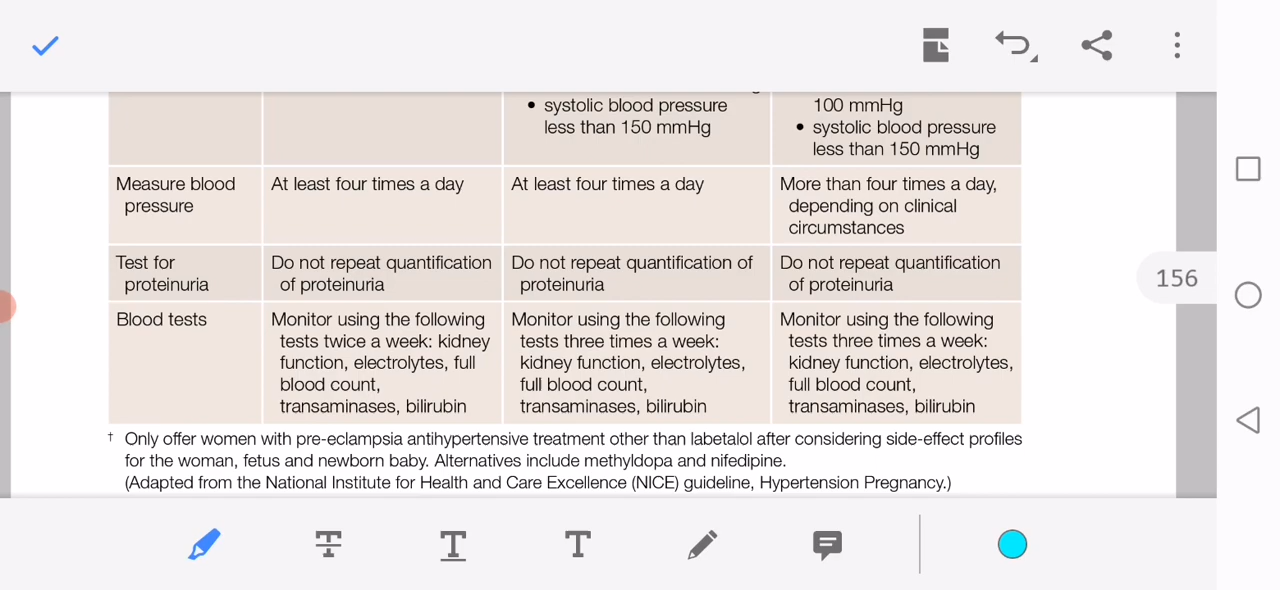 • systolic blood pressure
less than 150 mmHg
100 mmHg
• systolic blood pressure
less than 150 mmHg
Measure blood
pressure
At least four times a day
At least four times a day
More than four times a day,
depending on clinical
circumstances
Test for
proteinuria
Do not repeat quantification
of proteinuria
Do not repeat quantification of
proteinuria
Do not repeat quantification
of proteinuria
Blood tests
Monitor using the following
tests twice a week: kidney
function, electrolytes, full
blood count,
transaminases, bilirubin
Monitor using the following
tests three times a week:
kidney function, electrolytes,
full blood count,
transaminases, bilirubin
Monitor using the following
tests three times a week:
kidney function, electrolytes,
full blood count,
transaminases, bilirubin
† Only offer women with pre-eclampsia antihypertensive treatment other than labetalol after considering side-effect profiles
for the woman, fetus and newborn baby. Alternatives include methyldopa and nifedipine.
(Adapted from the National Institute for Health and Care Excellence (NICE) guideline, Hypertension Pregnancy.)
156
T
T
T